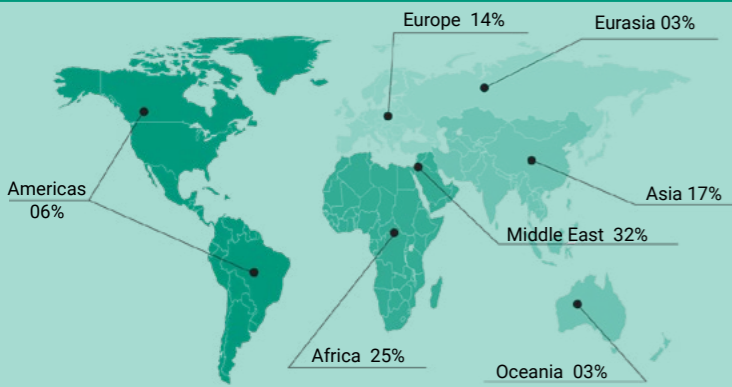 Europe 14%
Eurasia 03%
Americas
06%
Asia 17%
Middle East 32%
Africa 25%
Oceania 03%